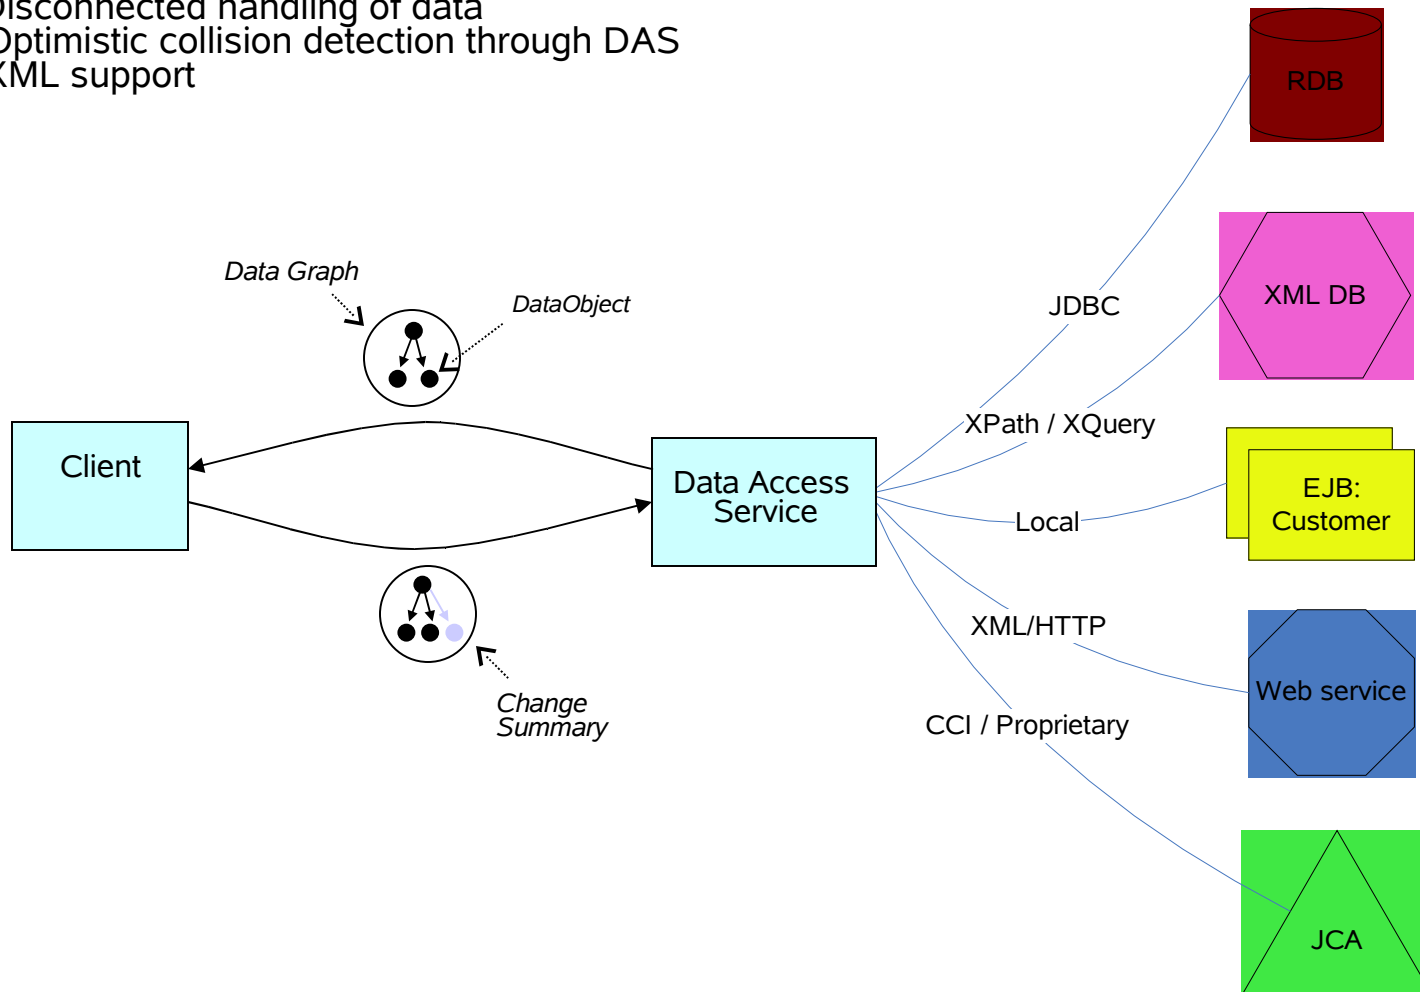 Disconnected handling of data
Optimistic collision detection through DAS
XML support
RDB
Data Graph
DataObject
JDBC
XML DB
XPath / XQuery
Client
Data Access
Service
Local
EJB:
Customer
XML/HTTP
Web service
Change
Summary
CCI / Proprietary
JCA